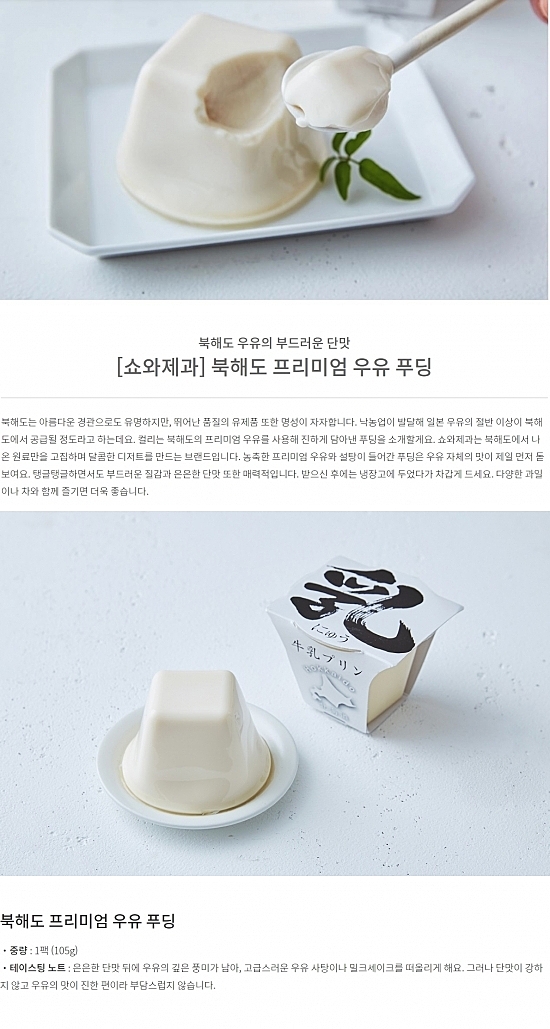 북해도 우유의 부드러운 단맛
[쇼와제과] 북해도 프리미엄 우유 푸딩
북해도는 아름다운 경관으로도 유명하지만, 뛰어난 품질의 유제품 또한 명성이 자자합니다. 낙농업이 발달해 일본 우유의 절반 이상이 북해
도에서 공급될 정도라고 하는데요. 컬리는 북해도의 프리미엄 우유를 사용해 진하게 담아낸 푸딩을 소개할게요. 쇼와제과는 북해도에서 나
온 원료만을 고집하며 달콤한 디저트를 만드는 브랜드입니다. 농축한 프리미엄 우유와 설탕이 들어간 푸딩은 우유 자체의 맛이 제일 먼저 돋
보여요. 탱글탱글하면서도 부드러운 질감과 은은한 단맛 또한 매력적입니다. 받으신 후에는 냉장고에 두었다가 차갑게 드세요. 다양한 과일
이나 차와 함께 즐기면 더욱 좋습니다.
乳
にゅう
牛乳プリン
HOKKAIDO
북해도 프리미엄 우유 푸딩
• 중량 : 1팩 (105g)
• 테이스팅 노트 : 은은한 단맛 뒤에 우유의 깊은 풍미가 남아, 고급스러운 우유 사탕이나 밀크셰이크를 떠올리게 해요. 그러나 단맛이 강하
지 않고 우유의 맛이 진한 편이라 부담스럽지 않습니다.